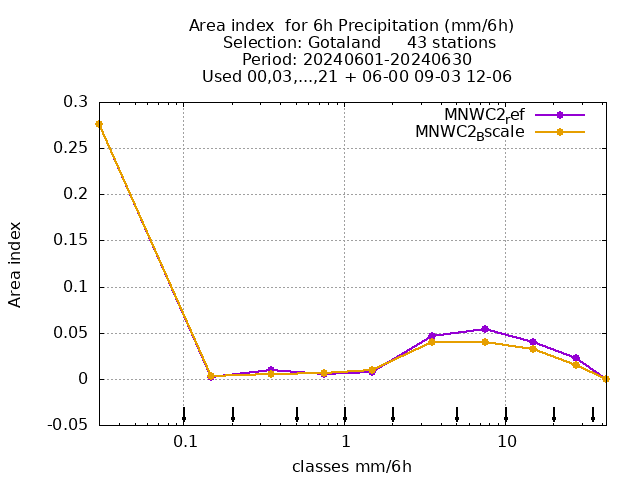 Area index  for 6h Precipitation (mm/6h)
Selection: Gotaland     43 stations
Period: 20240601-20240630
Used 00,03,...,21 + 06-00 09-03 12-06
MNWC2ref
MNWC2Bscale
0.3
0.25
0.2
0.15
0.1
0.05
0
-0.05
Area index
0.1
1
10
classes mm/6h